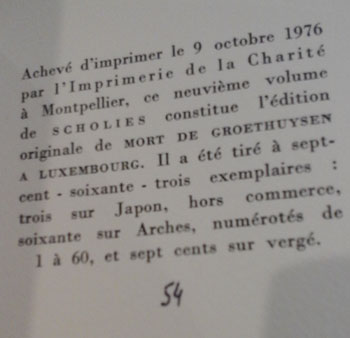 Achevé d'imprimer le 9 octobre 1976
par l'Imprimerie de la Charité
à Montpellier, ce neuvième volume
de SCHOLIES constitue l'édition
originale de MORT DE GROETHUYSEN
A LUXEMBOURG. Il a été tiré à sept-
cent - soixante - trois exemplaires :
trois sur Japon, hors commerce,
soixante sur Arches, numérotés de
1 à 60, et sept cents sur vergé.
54